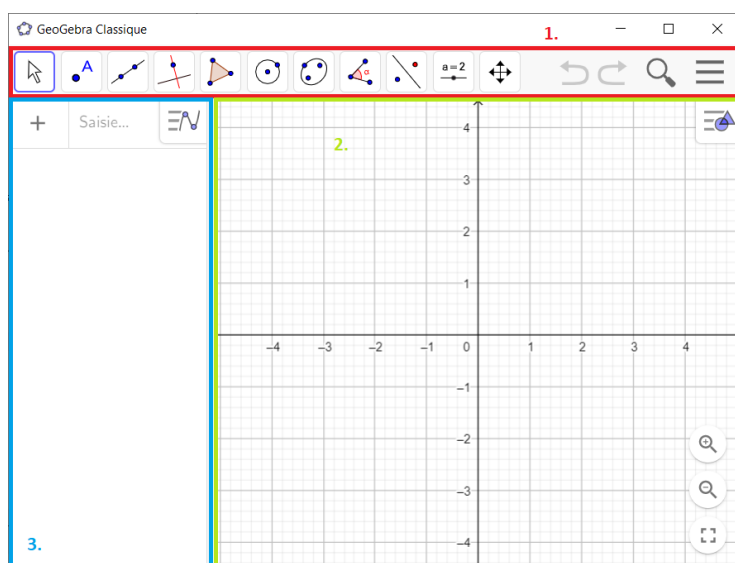 GeoGebra Classique
1.
A
α
a=2
+ Saisie...
2.
4
3
2
1
–4 –3 –2 –1 0 1 2 3 4
–1
–2
–3
–4
3.